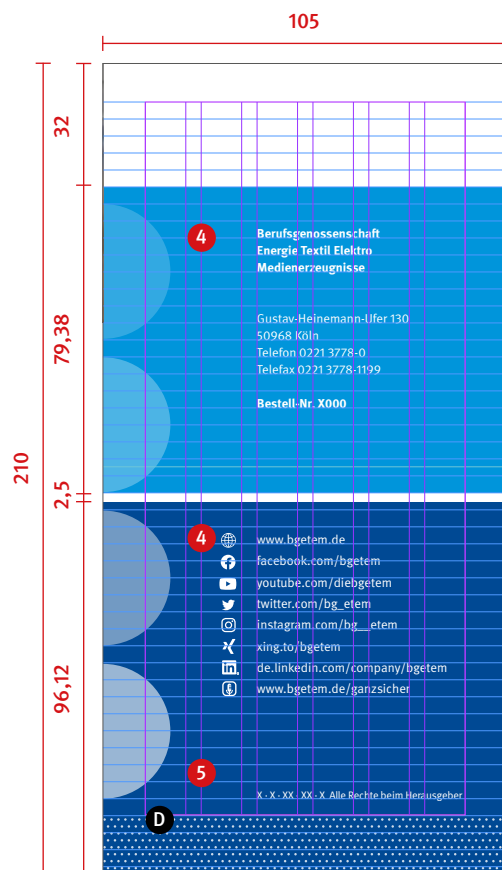 105
32
79,38
210
2,5
96,12
4
Berufsgenossenschaft
Energie Textil Elektro
Medienerzeugnisse
Gustav-Heinemann-Ufer 130
50968 Köln
Telefon 0221 3778-0
Telefax 0221 3778-1199
Bestell-Nr. X000
4
www.bgetem.de
facebook.com/bgetem
youtube.com/diebgetem
twitter.com/bg_etem
instagram.com/bg__etem
xing.to/bgetem
in. de.linkedin.com/company/bgetem
www.bgetem.de/ganzsicher
5
X · X · XX · XX · X Alle Rechte beim Herausgeber
D